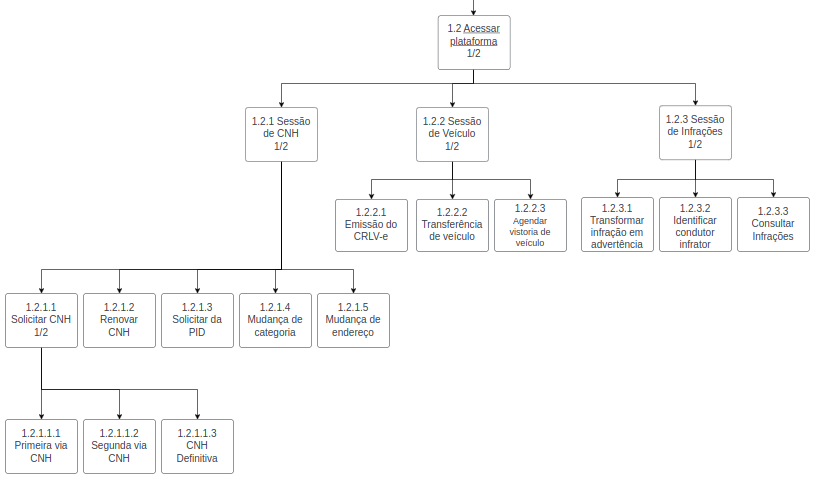 1.2 Acessar
plataforma
1/2
1.2.1 Sessão
de CNH
1/2
1.2.2 Sessão
de Veículo
1/2
1.2.3 Sessão
de Infrações
1/2
1.2.2.1
Emissão do
CRLV-e
1.2.2.2
Transferência
de veículo
1.2.2.3
Agendar
vistoria de
veículo
1.2.3.1
Transformar
infração em
advertência
1.2.3.2
Identificar
condutor
infrator
1.2.3.3
Consultar
Infrações
1.2.1.1
Solicitar CNH
1/2
1.2.1.2
Renovar
CNH
1.2.1.3
Solicitar da
PID
1.2.1.4
Mudança de
categoria
1.2.1.5
Mudança de
endereço
1.2.1.1.1
Primeira via
CNH
1.2.1.1.2
Segunda via
CNH
1.2.1.1.3
CNH
Definitiva